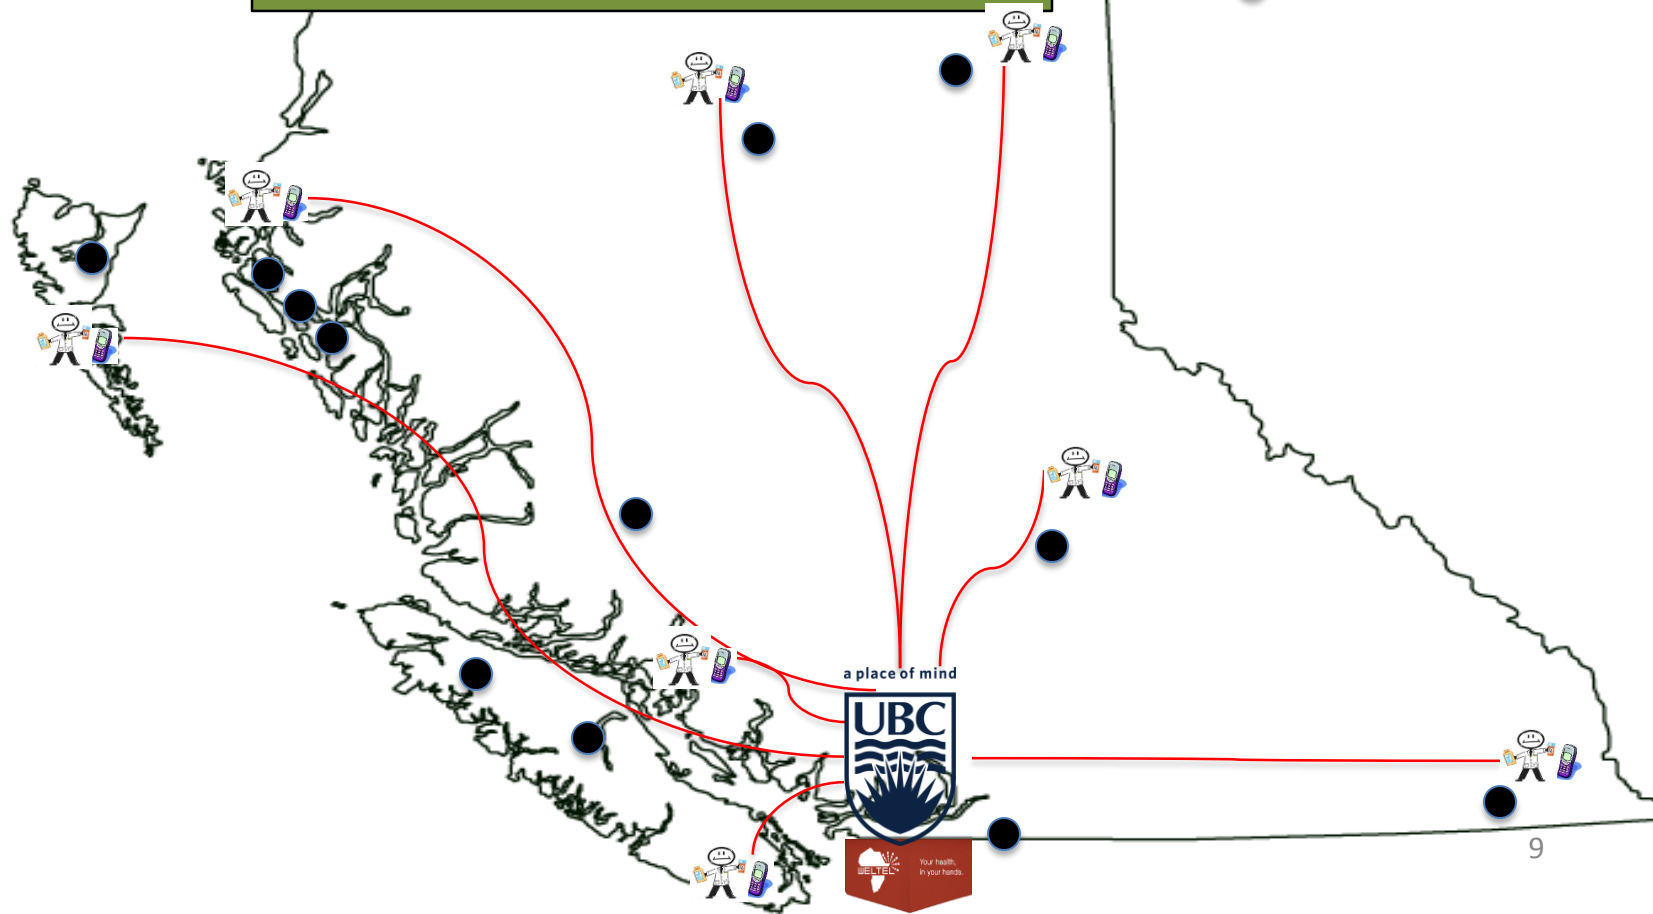 a place of mind
UBC
WELTEL
Your health,
in your hands.
9